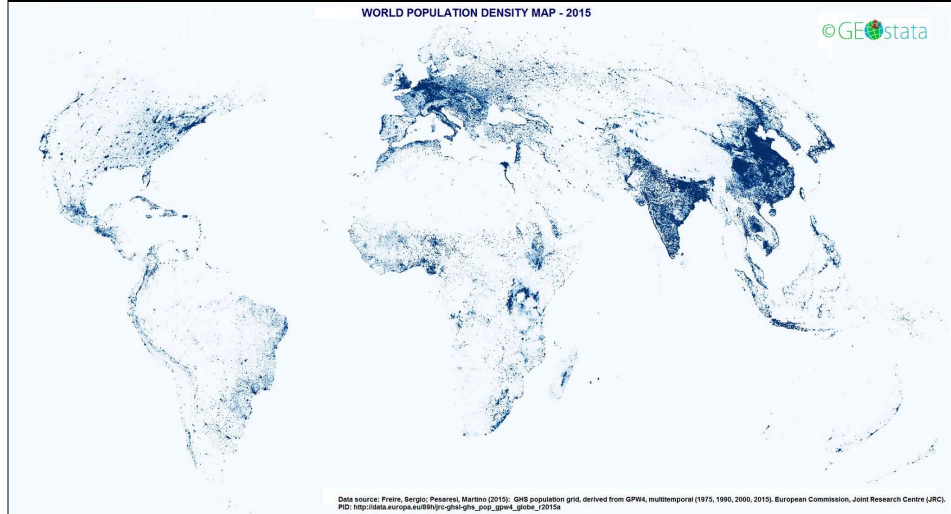 WORLD POPULATION DENSITY MAP - 2015
©GEOstata
Data source: Freire, Sergio; Pesaresi, Martino (2015): GHS population grid, derived from GPW4, multitemporal (1975, 1990, 2000, 2015). European Commission, Joint Research Centre (JRC).
PID: http://data.europa.eu/89h/jrc-ghsl-ghs_pop_gpw4_globe_r2015a